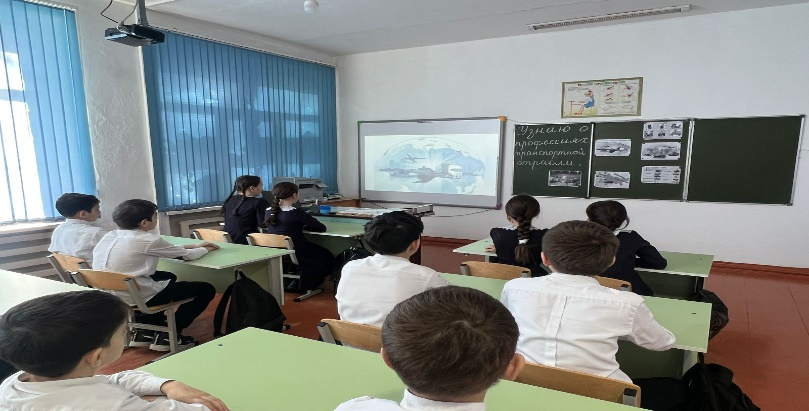 Узнаю о
профессиях
транспортной
отрасли.